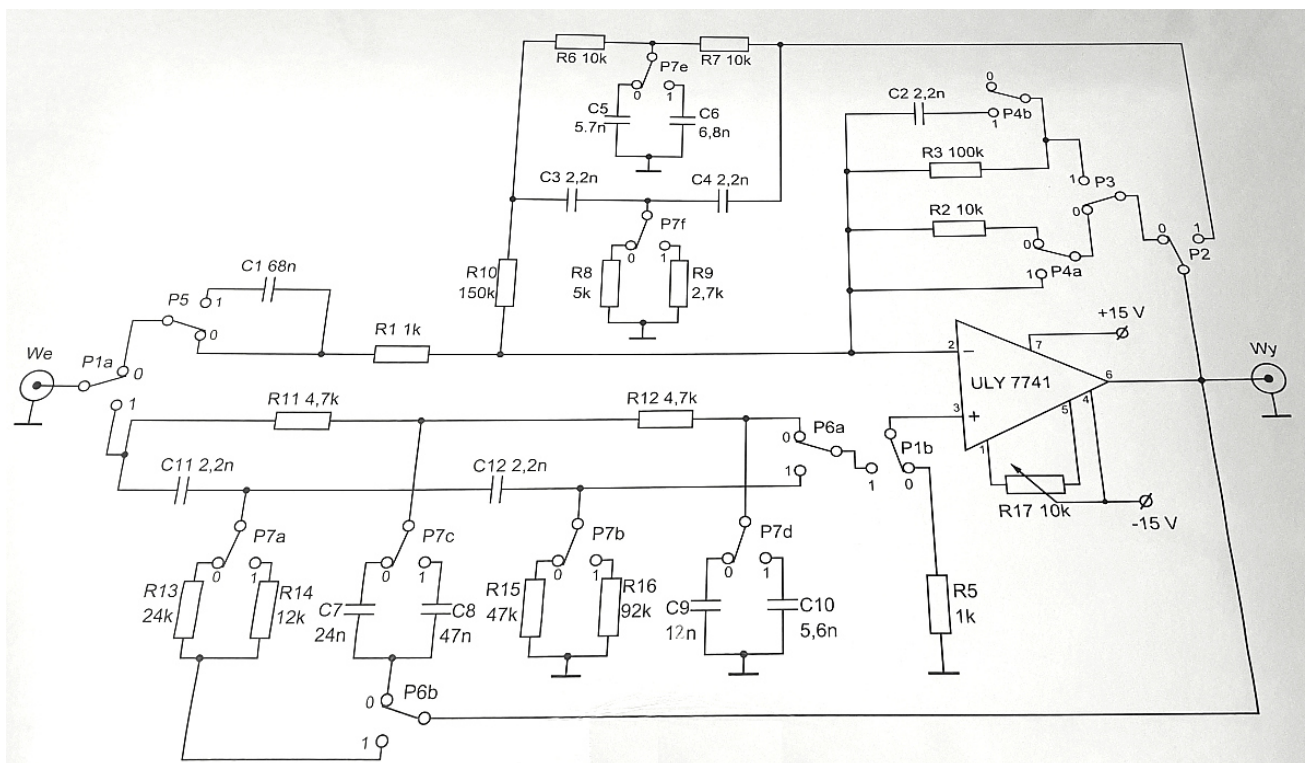 R6 10k
R7 10k
P7e
0
1
C5
5.7n
C6
6,8n
C3 2,2n
C4 2,2n
P7f
0
1
R8
5k
R9
2,7k
R10
150k
C2 2,2n
0
P4b
1
R3 100k
1
P3
0
R2 10k
0
P4a
1
0
1
P2
C1 68n
P5
1
0
R1 1k
We
P1a
0
1
+15 V
2
7
ULY 7741
6
3
5
4
1
Wy
R17 10k
-15 V
R11 4,7k
R12 4,7k
0
P6a
1
1
P1b
0
C11 2,2n
C12 2,2n
P7a
0
1
R13
24k
R14
12k
P7c
0
1
C7
24n
C8
47n
P7b
0
1
R15
47k
R16
92k
P7d
0
1
C9
12n
C10
5,6n
R5
1k
0
P6b
1